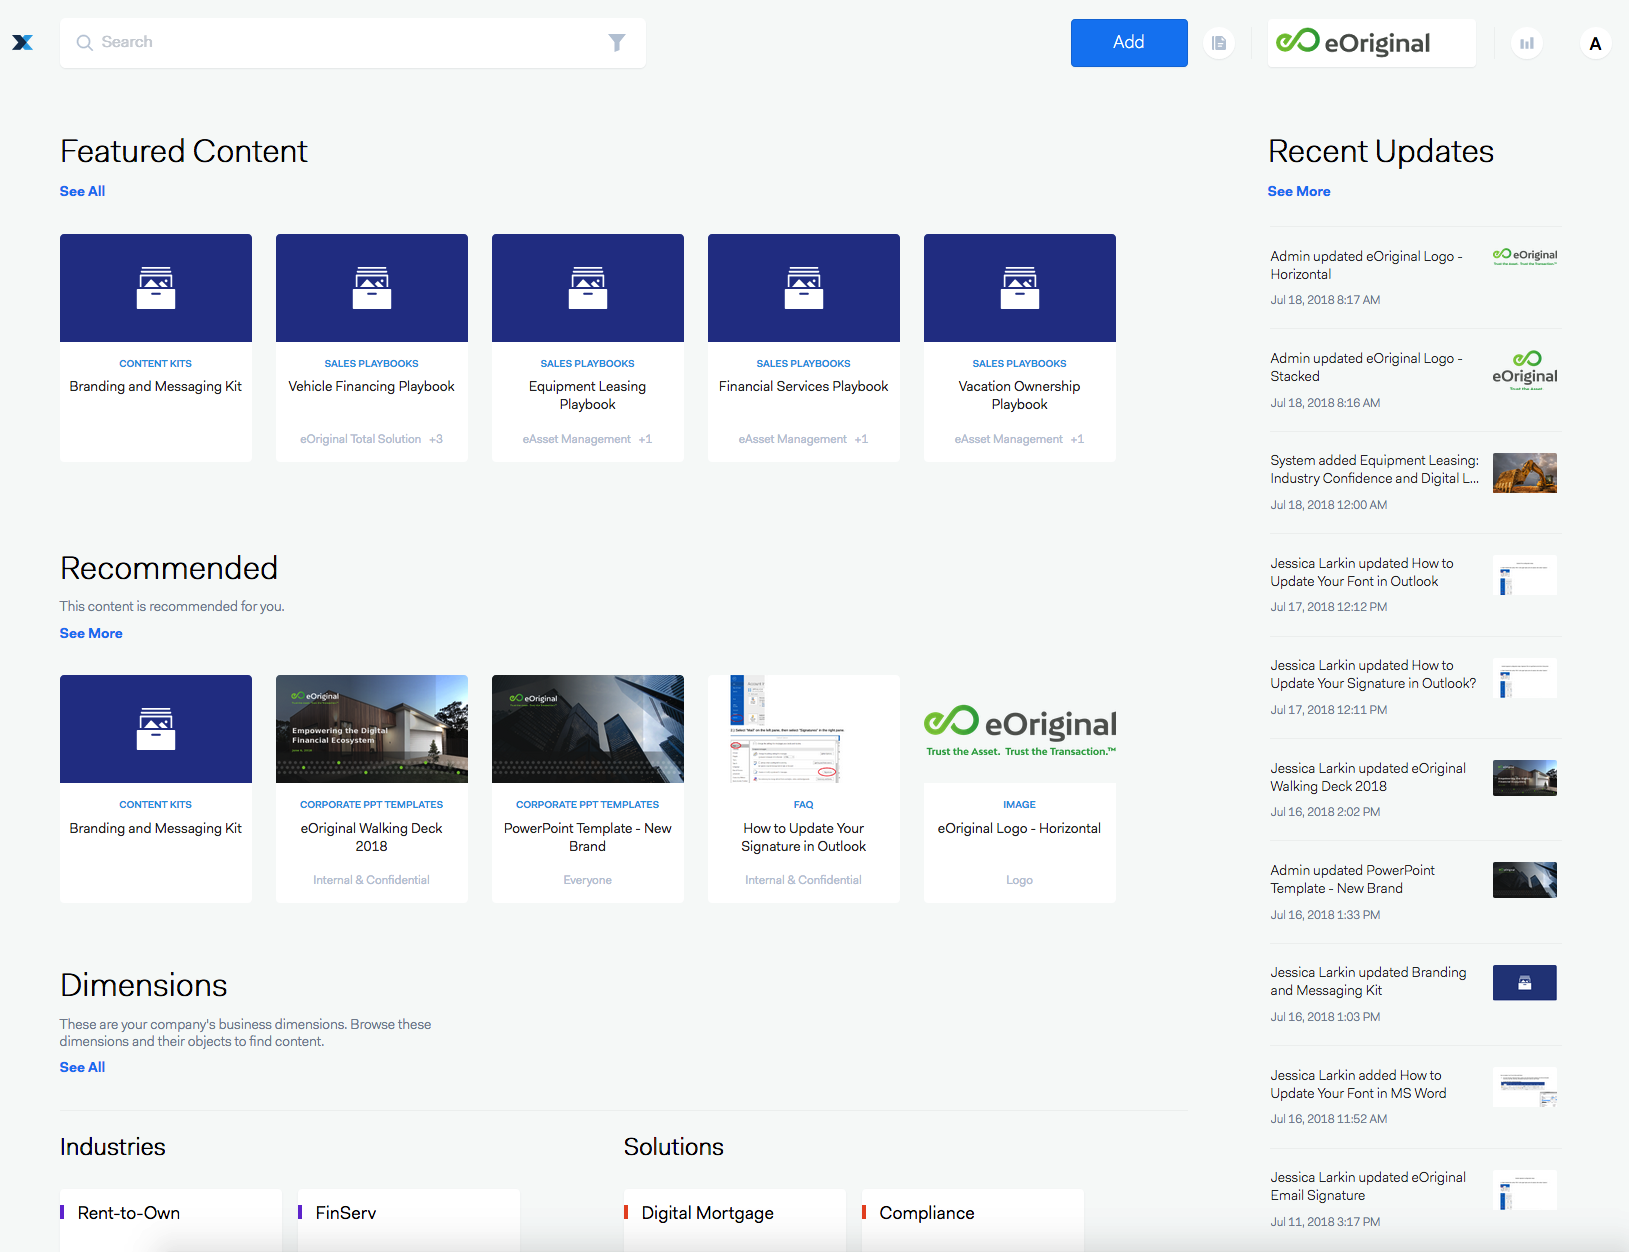 Search
Add
eOriginal
A
Featured Content
See All
CONTENT KITS
Branding and Messaging Kit
SALES PLAYBOOKS
Vehicle Financing Playbook
eOriginal Total Solution +3
SALES PLAYBOOKS
Equipment Leasing
Playbook
eAsset Management +1
SALES PLAYBOOKS
Financial Services Playbook
eAsset Management +1
SALES PLAYBOOKS
Vacation Ownership
Playbook
eAsset Management +1
Recommended
This content is recommended for you.
See More
CONTENT KITS
Branding and Messaging Kit
eOriginal
Empowering the Digital
Financial Ecosystem
CORPORATE PPT TEMPLATES
eOriginal Walking Deck
2018
Internal & Confidential
eOriginal
CORPORATE PPT TEMPLATES
PowerPoint Template - New
Brand
Everyone
FAQ
How to Update Your
Signature in Outlook
Internal & Confidential
eOriginal
Trust the Asset. Trust the Transaction.™
IMAGE
eOriginal Logo - Horizontal
Logo
Dimensions
These are your company's business dimensions. Browse these
dimensions and their objects to find content.
See All
Industries
Rent-to-Own
FinServ
Solutions
Digital Mortgage
Compliance
Recent Updates
See More
Admin updated eOriginal Logo -
Horizontal
Jul 18, 2018 8:17 AM
eOriginal
Trust the Asset. Trust the Transaction.™
Admin updated eOriginal Logo -
Stacked
Jul 18, 2018 8:16 AM
eOriginal
Trust the Asset
System added Equipment Leasing:
Industry Confidence and Digital L...
Jul 18, 2018 12:00 AM
Jessica Larkin updated How to
Update Your Font in Outlook
Jul 17, 2018 12:12 PM
Jessica Larkin updated How to
Update Your Signature in Outlook?
Jul 17, 2018 12:11 PM
Jessica Larkin updated eOriginal
Walking Deck 2018
Jul 16, 2018 2:02 PM
Admin updated PowerPoint
Template - New Brand
Jul 16, 2018 1:33 PM
Jessica Larkin updated Branding
and Messaging Kit
Jul 16, 2018 1:03 PM
Jessica Larkin added How to
Update Your Font in MS Word
Jul 16, 2018 11:52 AM
Jessica Larkin updated eOriginal
Email Signature
Jul 11, 2018 3:17 PM